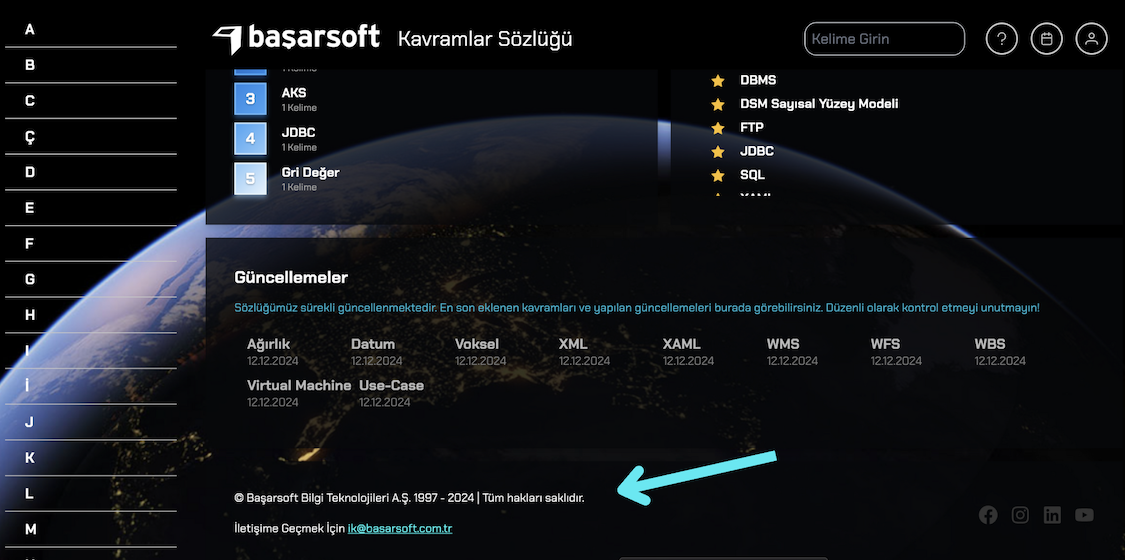 A
B
C
Ç
D
E
F
G
H
I
İ
J
K
L
M
başarsoft Kavramlar Sözlüğü
Kelime Girin
1 Kelime
3 AKS
1 Kelime
4 JDBC
1 Kelime
5 Gri Değer
1 Kelime
DBMS
DSM Sayısal Yüzey Modeli
FTP
JDBC
SQL
XAML
Güncellemeler
Sözlüğümüz sürekli güncellenmektedir. En son eklenen kavramları ve yapılan güncellemeleri burada görebilirsiniz. Düzenli olarak kontrol etmeyi unutmayın!
Ağırlık Datum Voksel XML XAML WMS WFS WBS
12.12.2024 12.12.2024 12.12.2024 12.12.2024 12.12.2024 12.12.2024 12.12.2024 12.12.2024
Virtual Machine Use-Case
12.12.2024 12.12.2024
© Başarsoft Bilgi Teknolojileri A.Ş. 1997 - 2024 | Tüm hakları saklıdır.
İletişime Geçmek İçin ik@basarsoft.com.tr